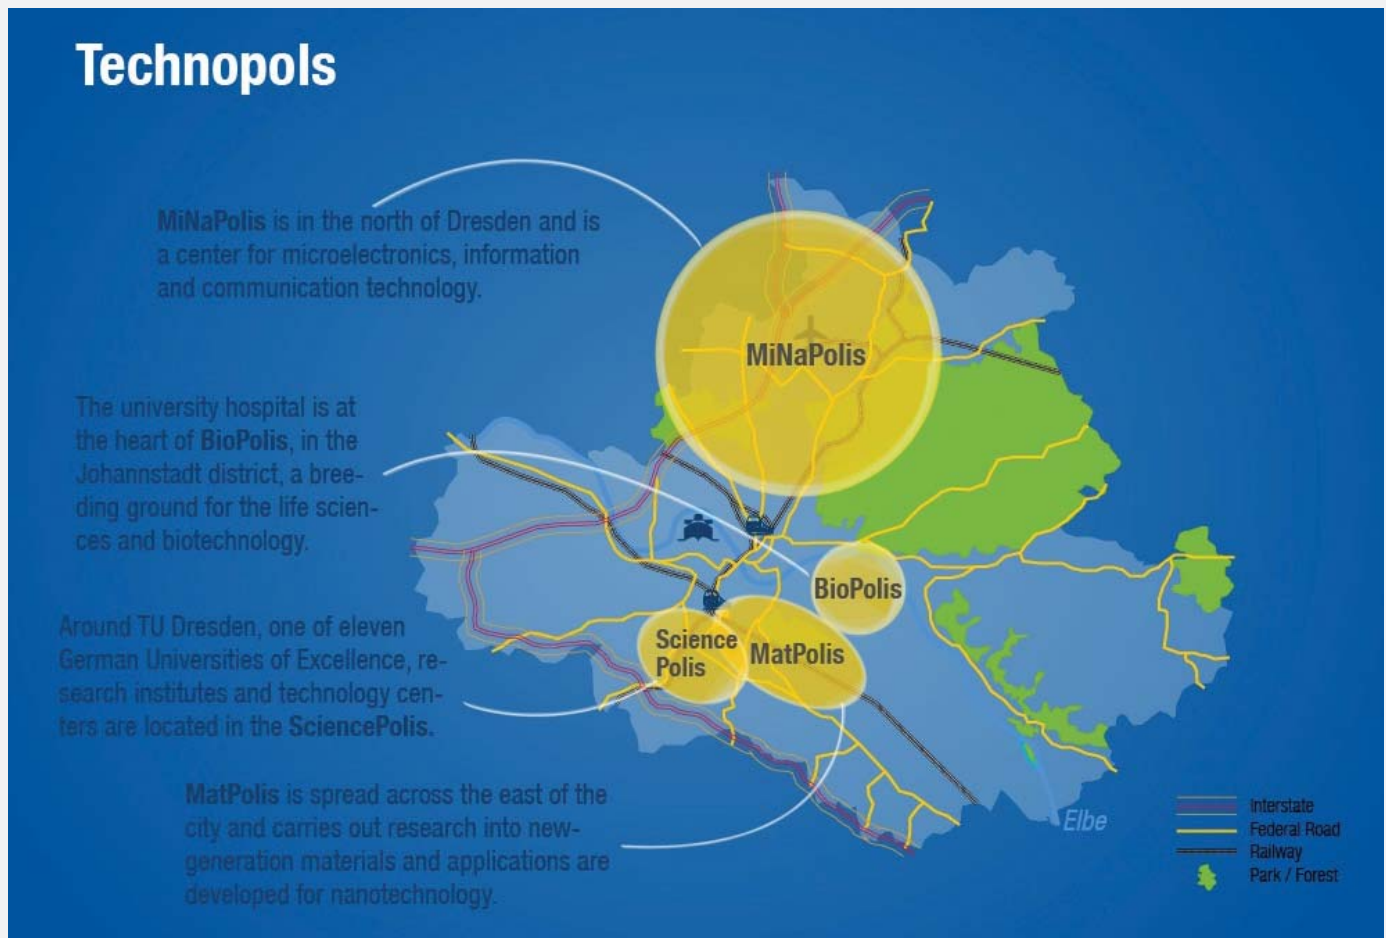 Technopols
MiNaPolis is in the north of Dresden and is
a center for microelectronics, information
and communication technology.
MiNaPolis
The university hospital is at
the heart of BioPolis, in the
Johannstadt district, a bree-
ding ground for the life scien-
ces and biotechnology.
BioPolis
Around TU Dresden, one of eleven
German Universities of Excellence, re-
search institutes and technology cen-
ters are located in the SciencePolis.
Science
Polis
MatPolis
MatPolis is spread across the east of the
city and carries out research into new-
generation materials and applications are
developed for nanotechnology.
Elbe
Interstate
Federal Road
Railway
Park / Forest